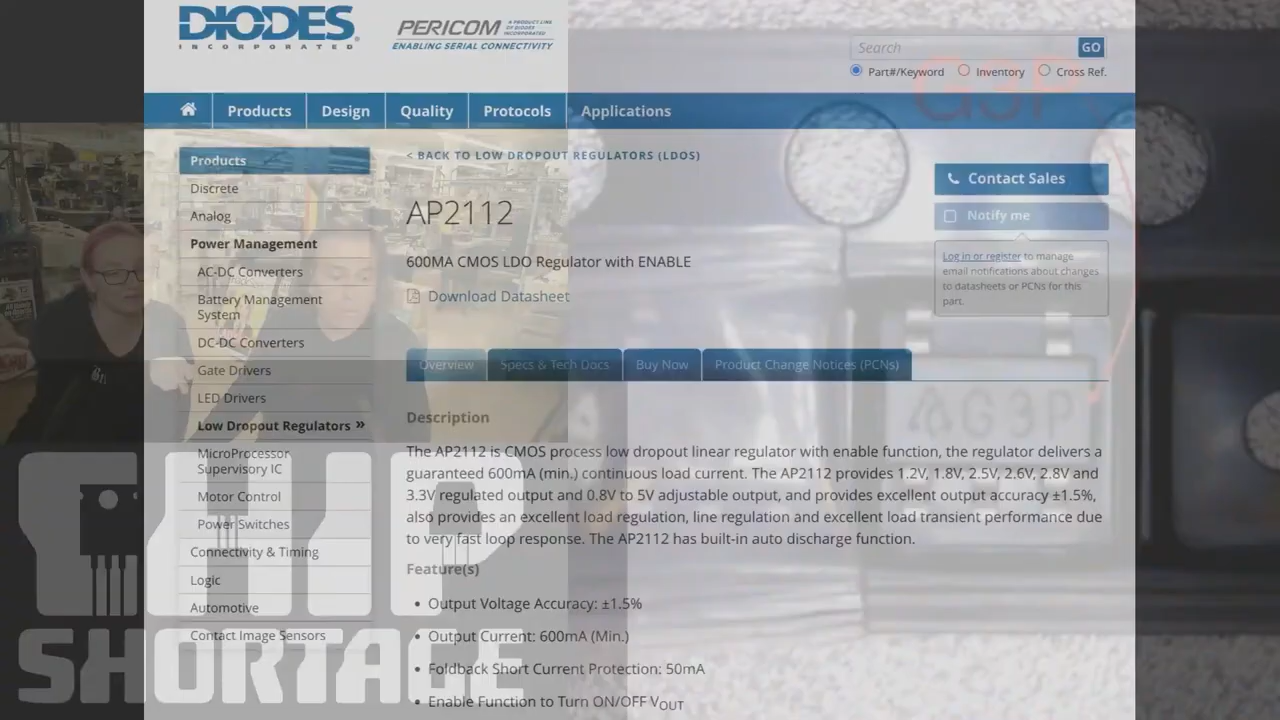 DIODES
INCORPORATED
PERICOM
A PRODUCT LINE
OF DIODES
INCORPORATED
ENABLING SERIAL CONNECTIVITY
Search
GO
Part#/Keyword
Inventory
Cross Ref.
G3P
Products
Design
Quality
Protocols
Applications
Products
Discrete
Analog
Power Management
AC-DC Converters
Battery Management
System
DC-DC Converters
Gate Drivers
LED Drivers
Low Dropout Regulators »
MicroProcessor
Supervisory IC
Motor Control
Power Switches
Connectivity & Timing
Logic
Automotive
Contact Image Sensors
< BACK TO LOW DROPOUT REGULATORS (LDOS)
AP2112
600MA CMOS LDO Regulator with ENABLE
Download Datasheet
Contact Sales
Notify me
Log in or register to manage
email notifications about changes
to datasheets or PCNs for this
part.
Overview
Specs & Tech Docs
Buy Now
Product Change Notices (PCNs)
G3P
Description
The AP2112 is CMOS process low dropout linear regulator with enable function, the regulator delivers a
guaranteed 600mA (min.) continuous load current. The AP2112 provides 1.2V, 1.8V, 2.5V, 2.6V, 2.8V and
3.3V regulated output and 0.8V to 5V adjustable output, and provides excellent output accuracy ±1.5%,
also provides an excellent load regulation, line regulation and excellent load transient performance due
to very fast loop response. The AP2112 has built-in auto discharge function.
Feature(s)
• Output Voltage Accuracy: ±1.5%
• Output Current: 600mA (Min.)
• Foldback Short Current Protection: 50mA
• Enable Function to Turn ON/OFF VOUT
CHIP
SHORTAGE